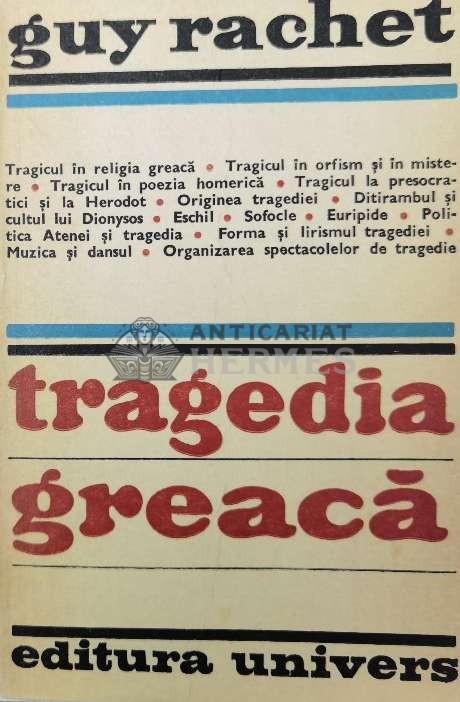 guy rachet
Tragicul în religia greacă • Tragicul în orfism și în miste-
re • Tragicul în poezia homerică • Tragicul la presocra-
tici și la Herodot • Originea tragediei • Ditirambul și
cultul lui Dionysos • Eschil • Sofocle • Euripide • Poli-
tica Atenei și tragedia • Forma și lirismul tragediei •
Muzica și dansul • Organizarea spectacolelor de tragedie
ANTICARIAT
HERMES
tragedia
greacă
editura univers